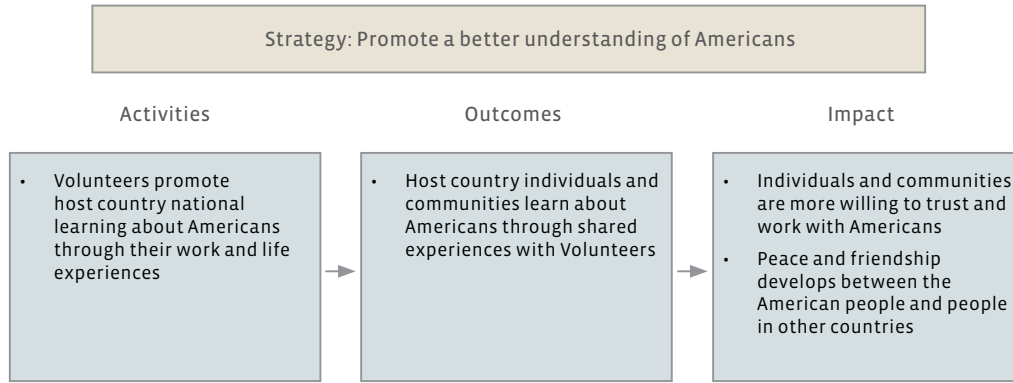 Strategy: Promote a better understanding of Americans
Activities
• Volunteers promote
host country national
learning about Americans
through their work and life
experiences
Outcomes
• Host country individuals and
communities learn about
Americans through shared
experiences with Volunteers
Impact
• Individuals and communities
are more willing to trust and
work with Americans
• Peace and friendship
develops between the
American people and people
in other countries